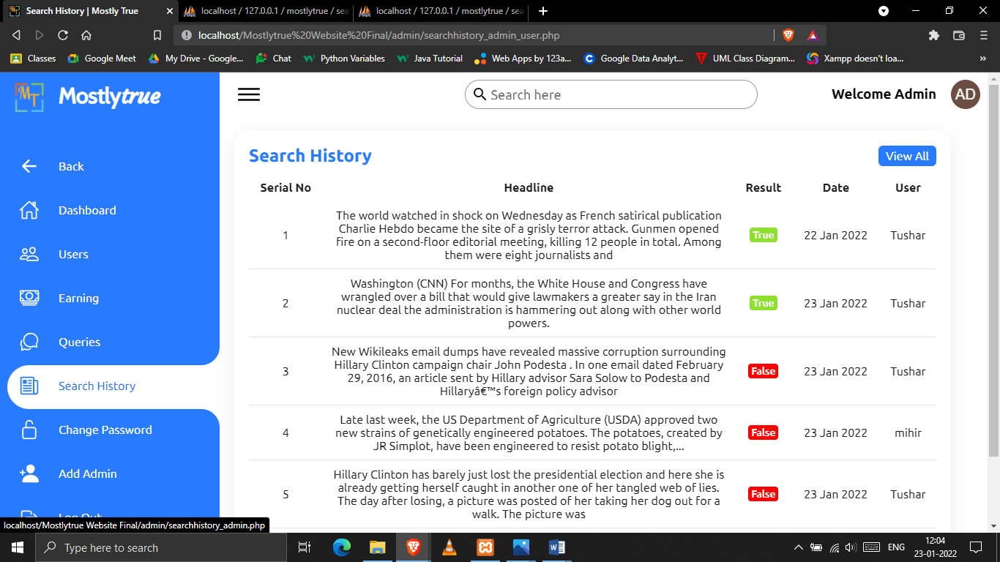 Search History | Mostly True
localhost / 127.0.0.1 / mostlytrue / sea
localhost / 127.0.0.1 / mostlytrue / sea
localhost/Mostlytrue%20Website%20Final/admin/searchhistory_admin_user.php
Classes Google Meet My Drive - Google... Chat Python Variables Java Tutorial Web Apps by 123a... Google Data Analyt... UML Class Diagram... Xampp doesn't loa... »
MT Mostlytrue
Search here
Welcome Admin AD
Back
Dashboard
Users
Earning
Queries
Search History
Change Password
Add Admin
Log Out
Search History
View All
Serial No Headline Result Date User
The world watched in shock on Wednesday as French satirical publication
Charlie Hebdo became the site of a grisly terror attack. Gunmen opened
1 fire on a second-floor editorial meeting, killing 12 people in total. Among True 22 Jan 2022 Tushar
them were eight journalists and
Washington (CNN) For months, the White House and Congress have
wrangled over a bill that would give lawmakers a greater say in the Iran
2 nuclear deal the administration is hammering out along with other world True 23 Jan 2022 Tushar
powers.
New Wikileaks email dumps have revealed massive corruption surrounding
Hillary Clinton campaign chair John Podesta . In one email dated February
3 29, 2016, an article sent by Hillary advisor Sara Solow to Podesta and False 23 Jan 2022 Tushar
Hillaryâ€™s foreign policy advisor
Late last week, the US Department of Agriculture (USDA) approved two
4 new strains of genetically engineered potatoes. The potatoes, created by False 23 Jan 2022 mihir
JR Simplot, have been engineered to resist potato blight,...
Hillary Clinton has barely just lost the presidential election and here she is
already getting herself caught in another one of her tangled web of lies.
5 The day after losing, a picture was posted of her taking her dog out for a False 23 Jan 2022 Tushar
walk. The picture was
localhost/Mostlytrue Website Final/admin/searchhistory_admin.php
Type here to search
ENG
12:04
23-01-2022